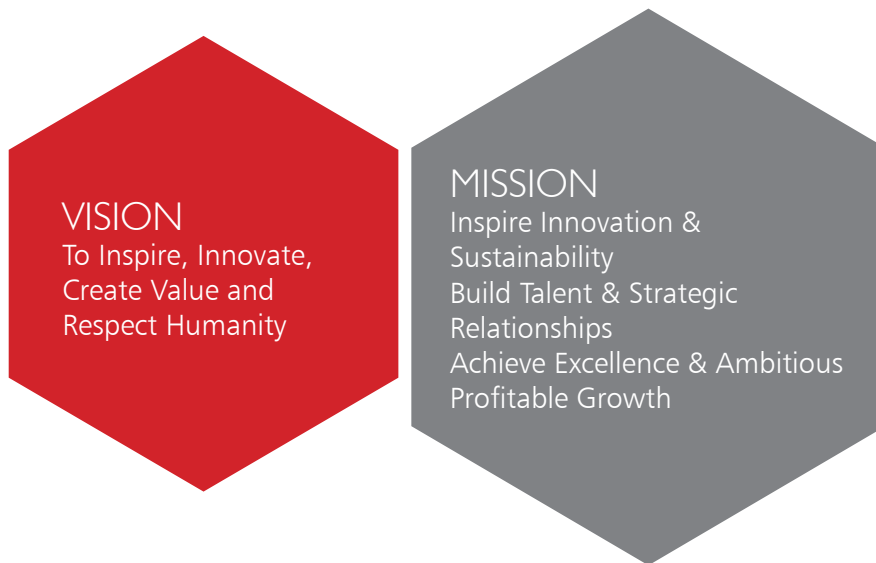 VISION
To Inspire, Innovate,
Create Value and
Respect Humanity
MISSION
Inspire Innovation &
Sustainability
Build Talent & Strategic
Relationships
Achieve Excellence & Ambitious
Profitable Growth